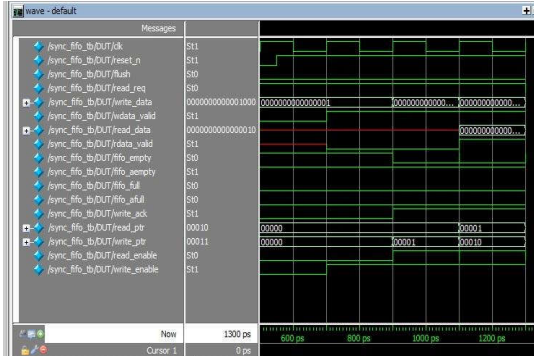 wave - default
Messages
/sync_fifo_tb/DUT/clk St1
/sync_fifo_tb/DUT/reset_n St1
/sync_fifo_tb/DUT/flush St0
/sync_fifo_tb/DUT/read_req St0
/sync_fifo_tb/DUT/write_data 0000000000001000 0000000000000001 000000000000... 000000000000...
/sync_fifo_tb/DUT/wdata_valid St1
/sync_fifo_tb/DUT/read_data 0000000000000010 000000000000...
/sync_fifo_tb/DUT/rdata_valid St1
/sync_fifo_tb/DUT/fifo_empty St0
/sync_fifo_tb/DUT/fifo_aempty St1
/sync_fifo_tb/DUT/fifo_full St0
/sync_fifo_tb/DUT/fifo_afull St0
/sync_fifo_tb/DUT/write_ack St1
/sync_fifo_tb/DUT/read_ptr 00010 00000 00001
/sync_fifo_tb/DUT/write_ptr 00011 00000 00001 00010
/sync_fifo_tb/DUT/read_enable St0
/sync_fifo_tb/DUT/write_enable St1
Now 1300 ps 600 ps 800 ps 1000 ps 1200 ps
Cursor 1 0 ps